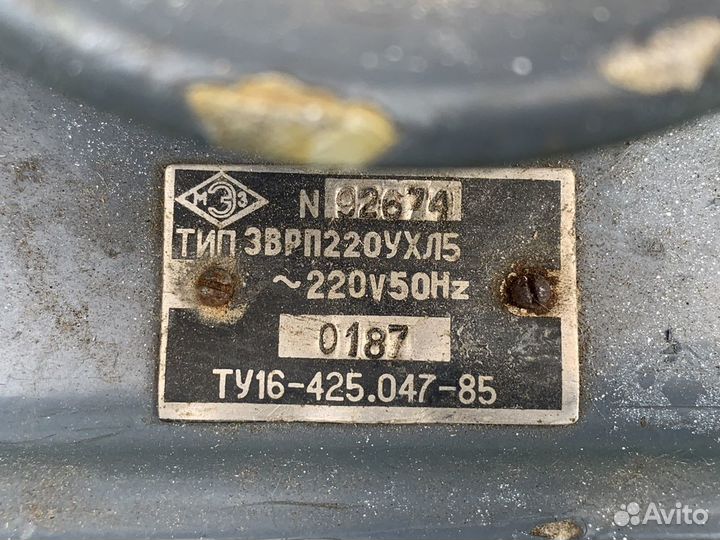 МЭЗ
N 92674
ТИП ЗВРП220УХЛ5
~220V50Hz
0187
ТУ16-425.047-85
Avito